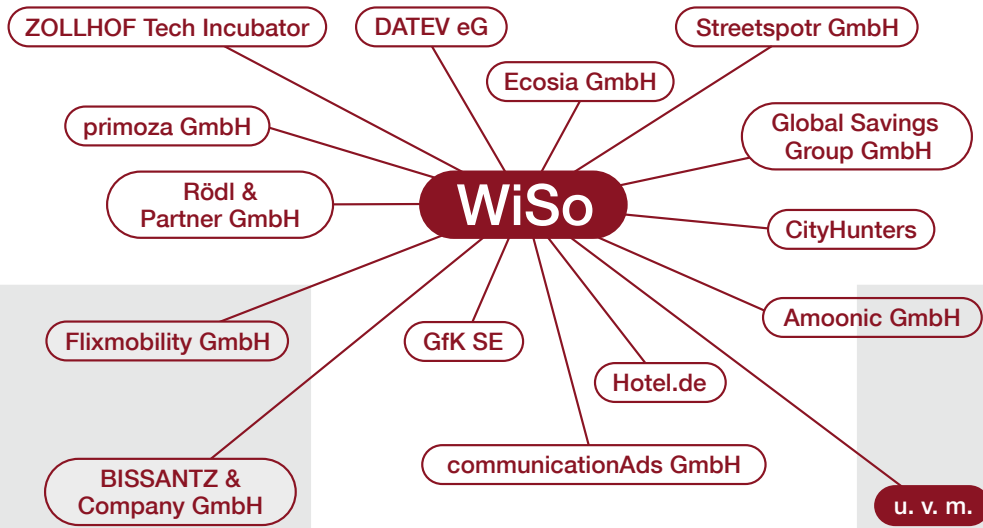 ZOLLHOF Tech Incubator
DATEV eG
Streetspotr GmbH
Ecosia GmbH
primoza GmbH
Global Savings
Group GmbH
Rödl &
Partner GmbH
WiSo
CityHunters
Flixmobility GmbH
GfK SE
Amoonic GmbH
Hotel.de
communicationAds GmbH
BISSANTZ &
Company GmbH
u. v. m.